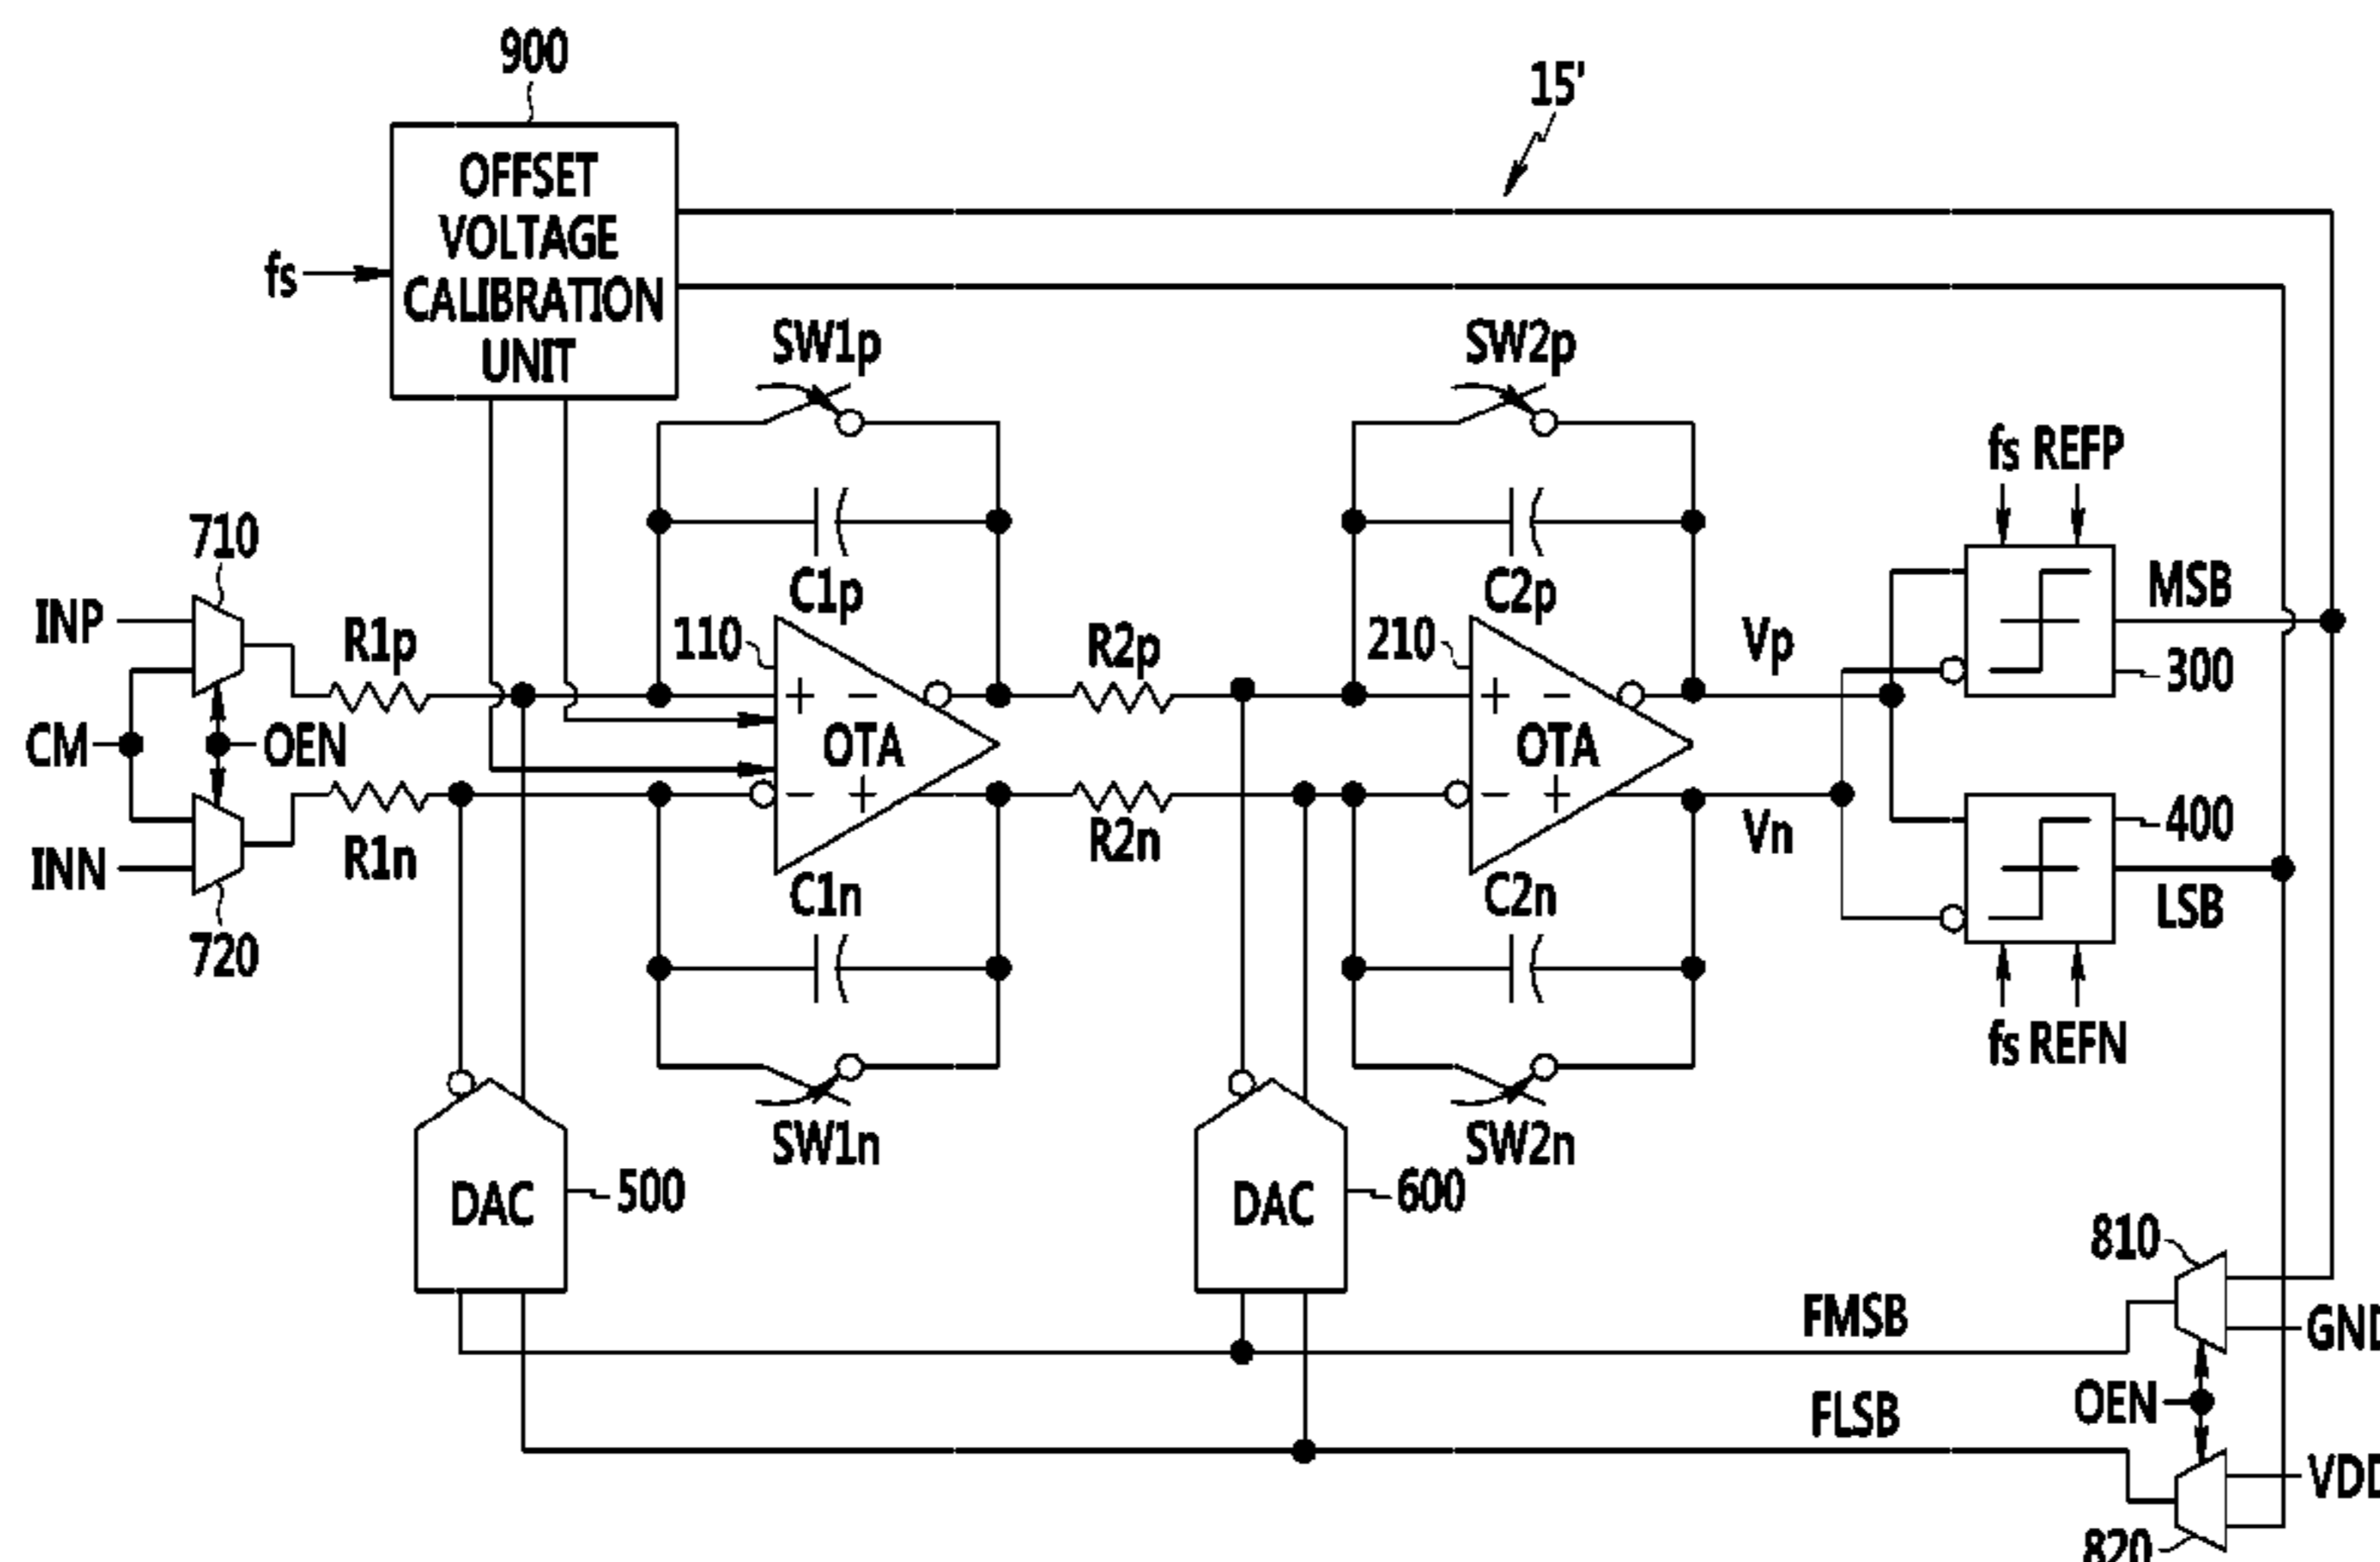 900
15'
OFFSET
VOLTAGE
CALIBRATION
UNIT
fs
SW1p
SW2p
fs REFP
710
C1p
C2p
MSB
INP
R1p
110
R2p
210
Vp
300
+ -
+ -
CM
OEN
OTA
OTA
- +
- +
400
INN
R1n
R2n
Vn
C1n
C2n
LSB
720
fs REFN
SW1n
SW2n
DAC
500
DAC
600
810
FMSB
GND
OEN
FLSB
VDD
820